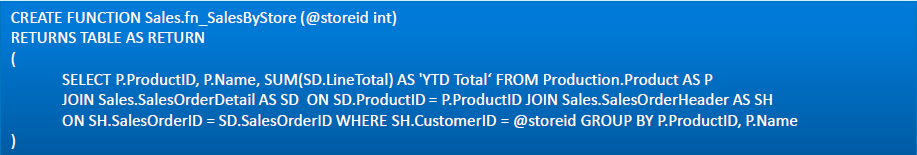 CREATE FUNCTION Sales.fn_SalesByStore (@storeid int)
RETURNS TABLE AS RETURN
(
SELECT P.ProductID, P.Name, SUM(SD.LineTotal) AS 'YTD Total‘ FROM Production.Product AS P
JOIN Sales.SalesOrderDetail AS SD  ON SD.ProductID = P.ProductID JOIN Sales.SalesOrderHeader AS SH
ON SH.SalesOrderID = SD.SalesOrderID WHERE SH.CustomerID = @storeid GROUP BY P.ProductID, P.Name
)